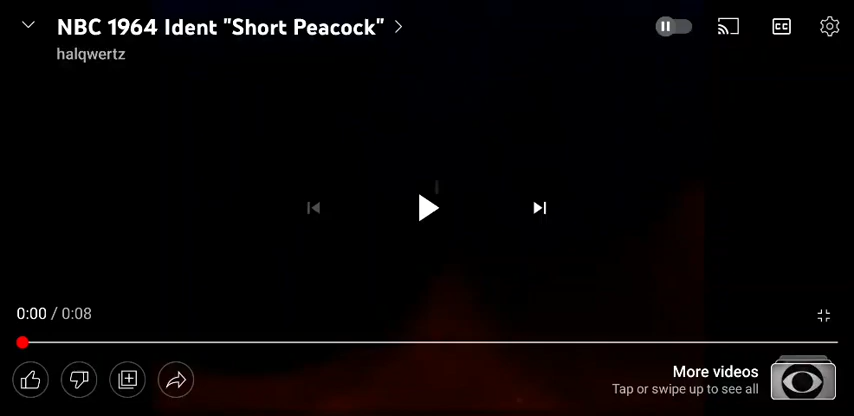 NBC 1964 Ident "Short Peacock"
halqwertz
CC
0:00 / 0:08
More videos
Tap or swipe up to see all